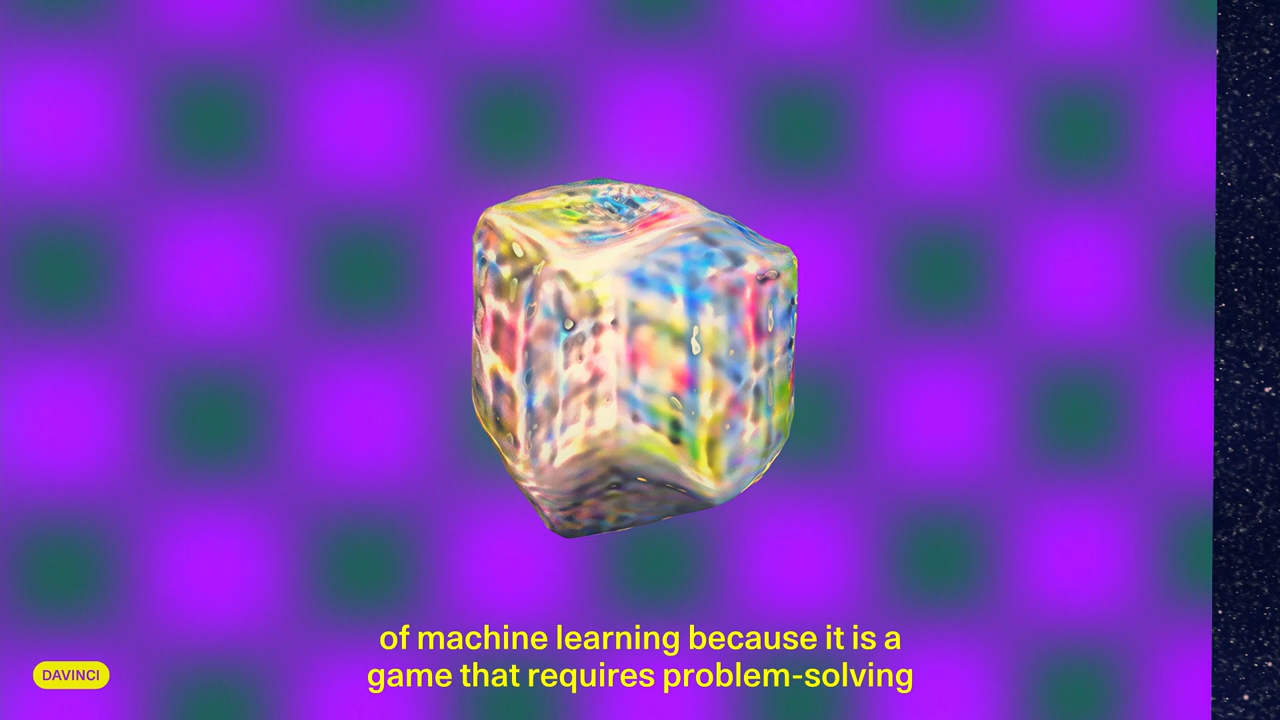 of machine learning because it is a
game that requires problem-solving
DAVINCI